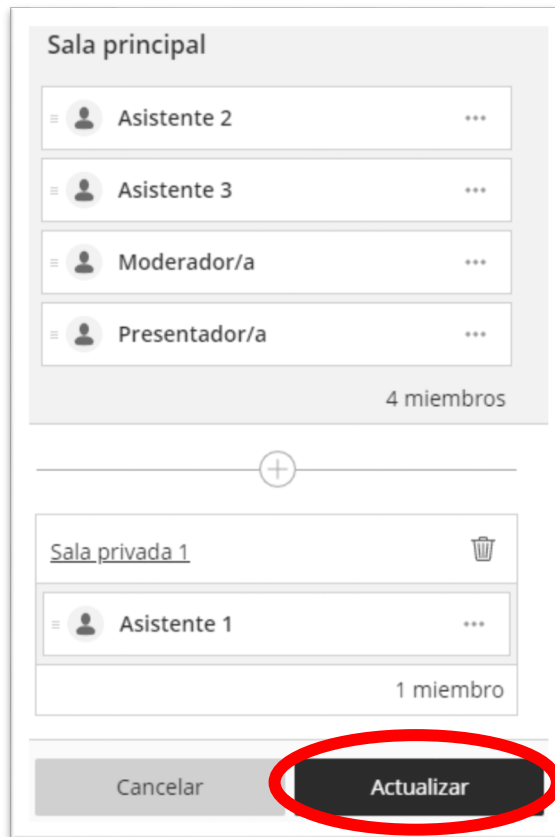 Sala principal
Asistente 2
Asistente 3
Moderador/a
Presentador/a
4 miembros
Sala privada 1
Asistente 1
1 miembro
Cancelar
Actualizar